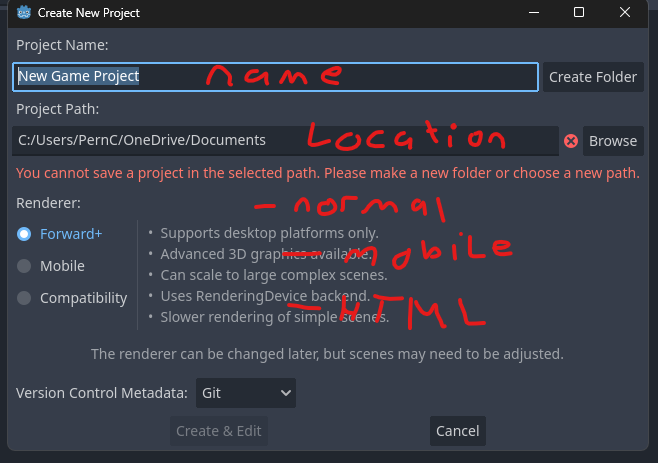 Create New Project
Project Name:
New Game Project name Create Folder
Project Path:
C:/Users/PernC/OneDrive/Documents Location Browse
You cannot save a project in the selected path. Please make a new folder or choose a new path.
Renderer: - normal
Forward+ • Supports desktop platforms only.
• Advanced 3D graphics available. - mobile
Mobile • Can scale to large complex scenes.
• Uses RenderingDevice backend. - HTML
Compatibility • Slower rendering of simple scenes.
The renderer can be changed later, but scenes may need to be adjusted.
Version Control Metadata: Git
Create & Edit Cancel